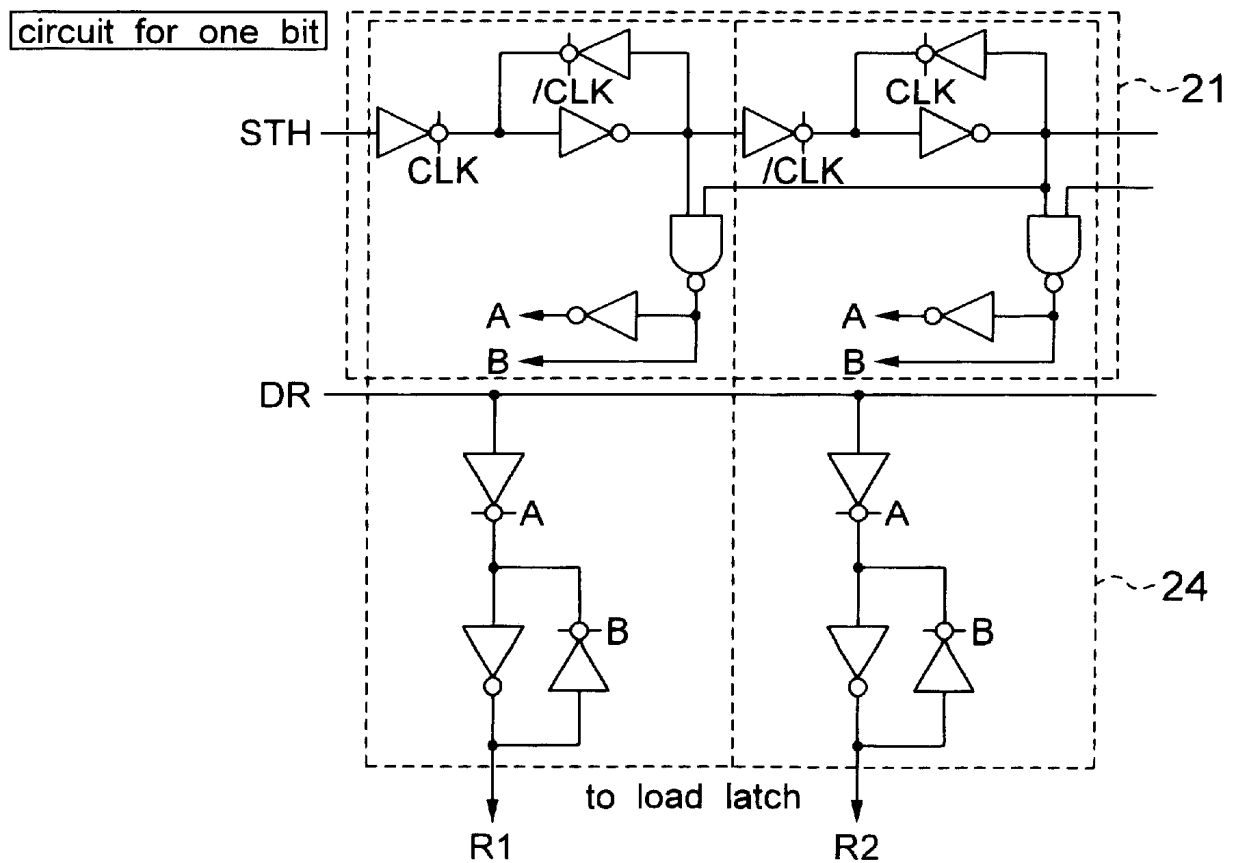 circuit for one bit
/CLK
CLK
21
STH
CLK
/CLK
A
A
B
B
DR
A
A
24
B
B
to load latch
R1
R2